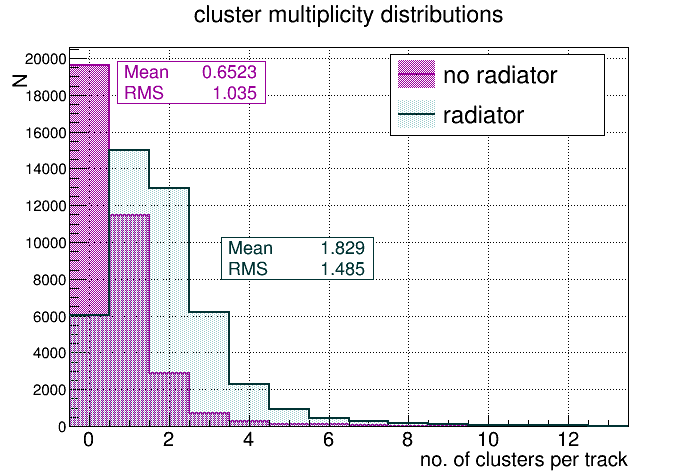 cluster multiplicity distributions
N
20000
18000
16000
14000
12000
10000
8000
6000
4000
2000
0
Mean 0.6523
RMS 1.035
no radiator
radiator
Mean 1.829
RMS 1.485
0 2 4 6 8 10 12
no. of clusters per track